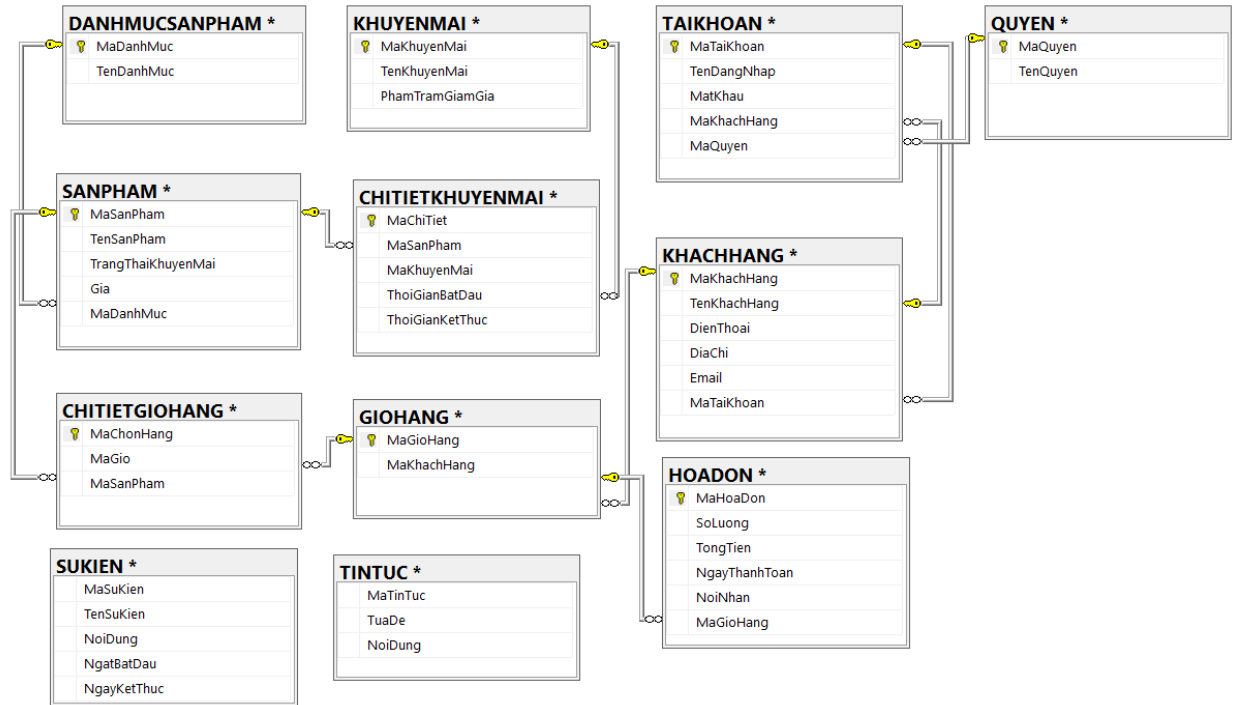 DANHMUCSANPHAM *
MaDanhMuc
TenDanhMuc
KHUYENMAI *
MaKhuyenMai
TenKhuyenMai
PhamTramGiamGia
TAIKHOAN *
MaTaiKhoan
TenDangNhap
MatKhau
MaKhachHang
MaQuyen
QUYEN *
MaQuyen
TenQuyen
SANPHAM *
MaSanPham
TenSanPham
TrangThaiKhuyenMai
Gia
MaDanhMuc
CHITIETKHUYENMAI *
MaChiTiet
MaSanPham
MaKhuyenMai
ThoiGianBatDau
ThoiGianKetThuc
KHACHHANG *
MaKhachHang
TenKhachHang
DienThoai
DiaChi
Email
MaTaiKhoan
CHITIETGIOHANG *
MaChonHang
MaGio
MaSanPham
GIOHANG *
MaGioHang
MaKhachHang
HOADON *
MaHoaDon
SoLuong
TongTien
NgayThanhToan
NoiNhan
MaGioHang
SUKIEN *
MaSuKien
TenSuKien
NoiDung
NgatBatDau
NgayKetThuc
TINTUC *
MaTinTuc
TuaDe
NoiDung